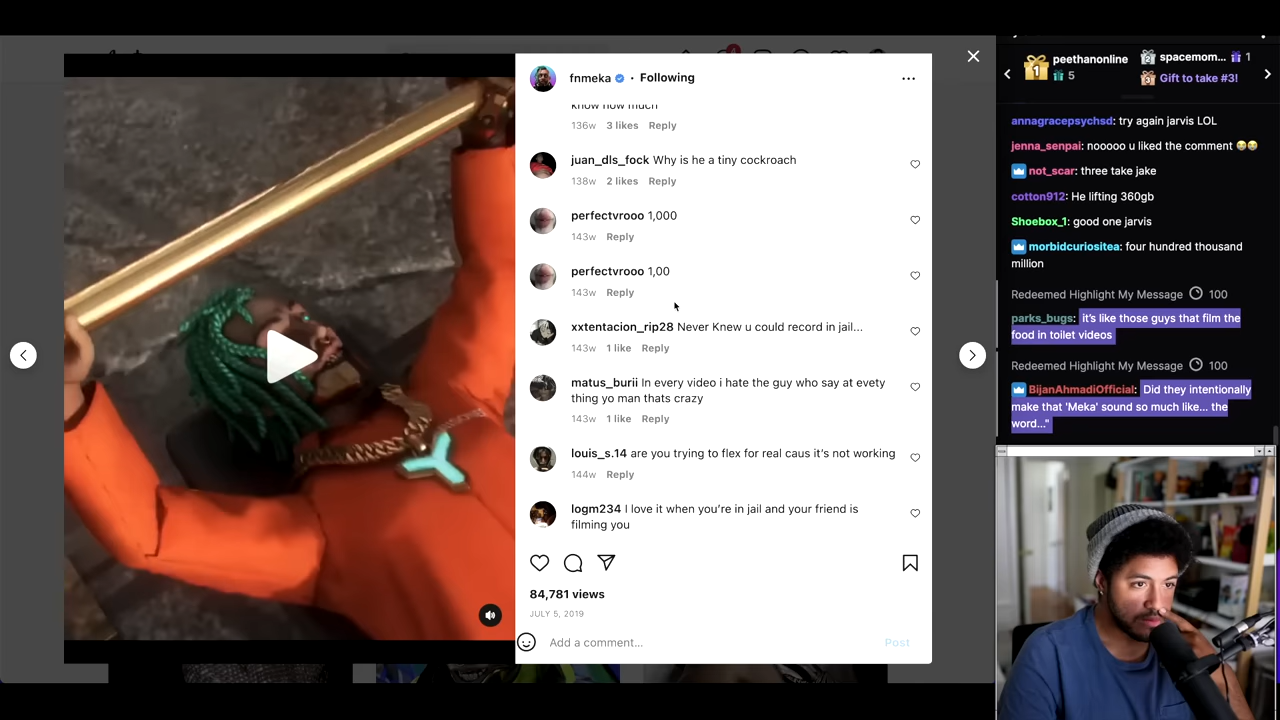 fnmeka • Following
know how much
136w 3 likes Reply
juan_dls_fock Why is he a tiny cockroach
138w 2 likes Reply
perfectvrooo 1,000
143w Reply
perfectvrooo 1,00
143w Reply
xxtentacion_rip28 Never Knew u could record in jail...
143w 1 like Reply
matus_burii In every video i hate the guy who say at evety
thing yo man thats crazy
143w 1 like Reply
louis_s.14 are you trying to flex for real caus it's not working
144w Reply
logm234 I love it when you're in jail and your friend is
filming you
84,781 views
JULY 5, 2019
Add a comment... Post
1 peethanonline 5
2 spacemom... 1
3 Gift to take #3!
annagracepsychsd: try again jarvis LOL
jenna_senpai: nooooo u liked the comment 😭😭
not_scar: three take jake
cotton912: He lifting 360gb
Shoebox_1: good one jarvis
morbidcuriositea: four hundred thousand
million
Redeemed Highlight My Message 100
parks_bugs: it's like those guys that film the
food in toilet videos
Redeemed Highlight My Message 100
BijanAhmadiOfficial: Did they intentionally
make that 'Meka' sound so much like... the
word..."